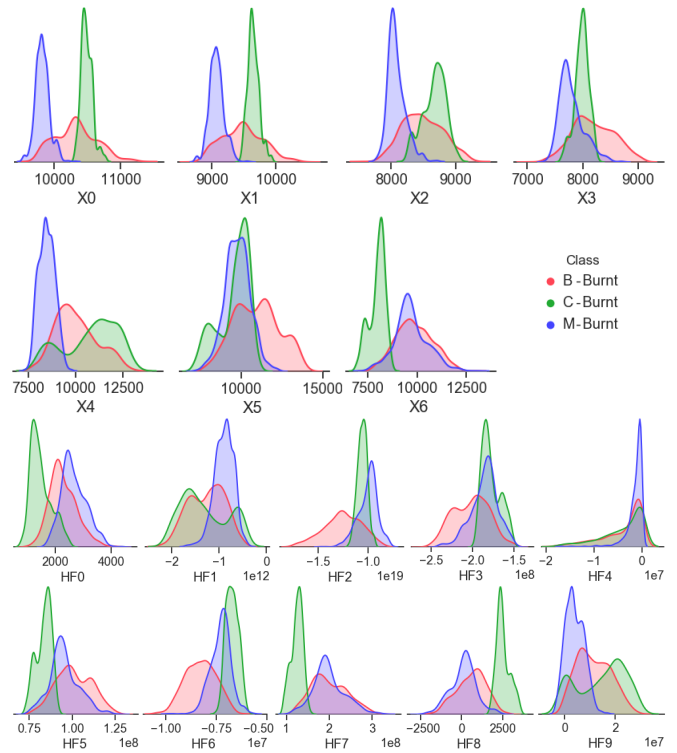 10000 11000
9000 10000
8000 9000
7000 8000 9000
X0
X1
X2
X3
Class
B - Burnt
C - Burnt
M - Burnt
7500 10000 12500
10000 15000
7500 10000 12500
X4
X5
X6
2000 4000
−2 −1 0
−1.5 −1.0
−2.5 −2.0 −1.5
−2 −1 0
HF0
HF1 1e12
HF2 1e19
HF3 1e8
HF4 1e7
0.75 1.00 1.25
−1.00 −0.75 −0.50
1 2 3
−2500 0 2500
0 2
HF5 1e8
HF6 1e7
HF7 1e8
HF8
HF9 1e7